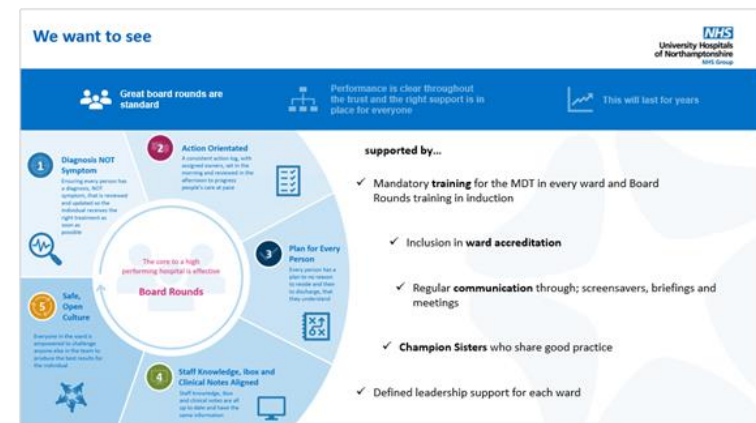 We want to see
NHS
University Hospitals
of Northamptonshire
NHS Group
Great board rounds are
standard
Performance is clear throughout
the trust and the right support is in
place for everyone
This will last for years
1
Diagnosis NOT
Symptom
Ensuring every person has
a diagnosis, NOT
symptom, that is reviewed
and updated so the
individual receives the
right treatment as
soon as
possible
2
Action Orientated
A consistent action log, with
assigned owners, set in the
morning and reviewed in the
afternoon to progress
people's care at pace
3
Plan for Every
Person
Every person has a
plan to no reason
to reside and then
to discharge, that
they understand
4
Staff Knowledge, ibox and
Clinical Notes Aligned
Staff Knowledge, ibox
and clinical notes are all
up to date and have the
same information
5
Safe,
Open
Culture
Everyone in the ward is
empowered to challenge
anyone else in the team to
produce the best results for
the individual
The core to a high
performing hospital is effective
Board Rounds
supported by...
✓ Mandatory training for the MDT in every ward and Board
Rounds training in induction
✓ Inclusion in ward accreditation
✓ Regular communication through; screensavers, briefings and
meetings
✓ Champion Sisters who share good practice
✓ Defined leadership support for each ward